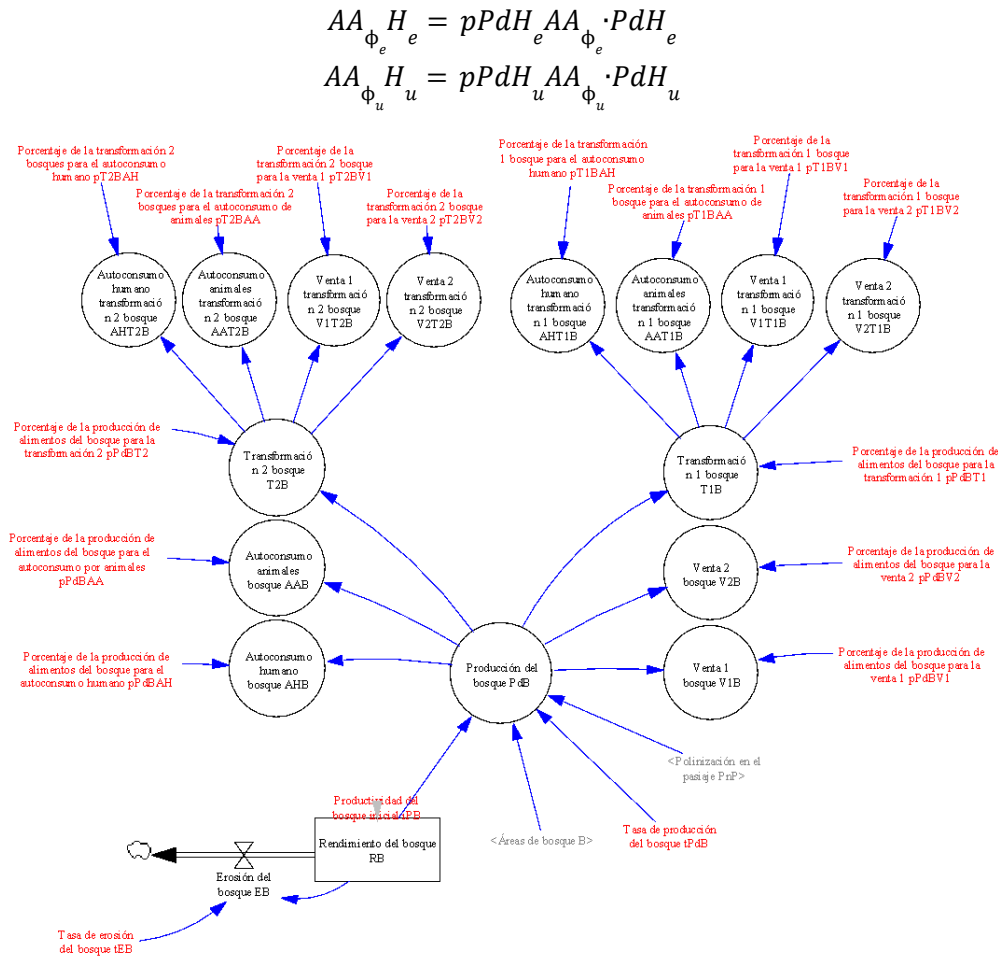 AA_ϕ_e H_e = pPdH_e AA_ϕ_e·PdH_e
AA_ϕ_u H_u = pPdH_u AA_ϕ_u·PdH_u
Porcentaje de la transformación 2
bosques para el autoconsumo
humano pT2BAH
Porcentaje de la transformación 2
bosques para el autoconsumo de
animales pT2BAA
Porcentaje de la
transformación 2 bosque
para la venta 1 pT2BV1
Porcentaje de la
transformación 2 bosque
para la venta 2 pT2BV2
Porcentaje de la transformación
1 bosque para el autoconsumo
humano pT1BAH
Porcentaje de la transformación 1
bosque para el autoconsumo de
animales pT1BAA
Porcentaje de la
transformación 1 bosque
para la venta 1 pT1BV1
Porcentaje de la
transformación 1 bosque
para la venta 2 pT1BV2
Autoconsumo
humano
transformació
n 2 bosque
AHT2B
Autoconsumo
animales
transformació
n 2 bosque
AAT2B
Venta 1
transformació
n 2 bosque
V1T2B
Venta 2
transformació
n 2 bosque
V2T2B
Autoconsumo
humano
transformació
n 1 bosque
AHT1B
Autoconsumo
animales
transformació
n 1 bosque
AAT1B
Venta 1
transformació
n 1 bosque
V1T1B
Venta 2
transformació
n 1 bosque
V2T1B
Porcentaje de la producción de
alimentos del bosque para la
transformación 2 pPdBT2
Transformació
n 2 bosque
T2B
Transformació
n 1 bosque
T1B
Porcentaje de la producción de
alimentos del bosque para la
transformación 1 pPdBT1
Porcentaje de la producción de
alimentos del bosque para el
autoconsumo por animales
pPdBAA
Autoconsumo
animales
bosque AAB
Venta 2
bosque V2B
Porcentaje de la producción de
alimentos del bosque para la
venta 2 pPdBV2
Porcentaje de la producción de
alimentos del bosque para el
autoconsumo humano pPdBAH
Autoconsumo
humano
bosque AHB
Producción del
bosque PdB
Venta 1
bosque V1B
Porcentaje de la producción de
alimentos del bosque para la
venta 1 pPdBV1
<Polinización en el
pasiaje PnP>
Productividad del
bosque inicial tPB
Rendimiento del bosque
RB
<Áreas de bosque B>
Tasa de producción
del bosque tPdB
Erosión del
bosque EB
Tasa de erosión
del bosque tEB